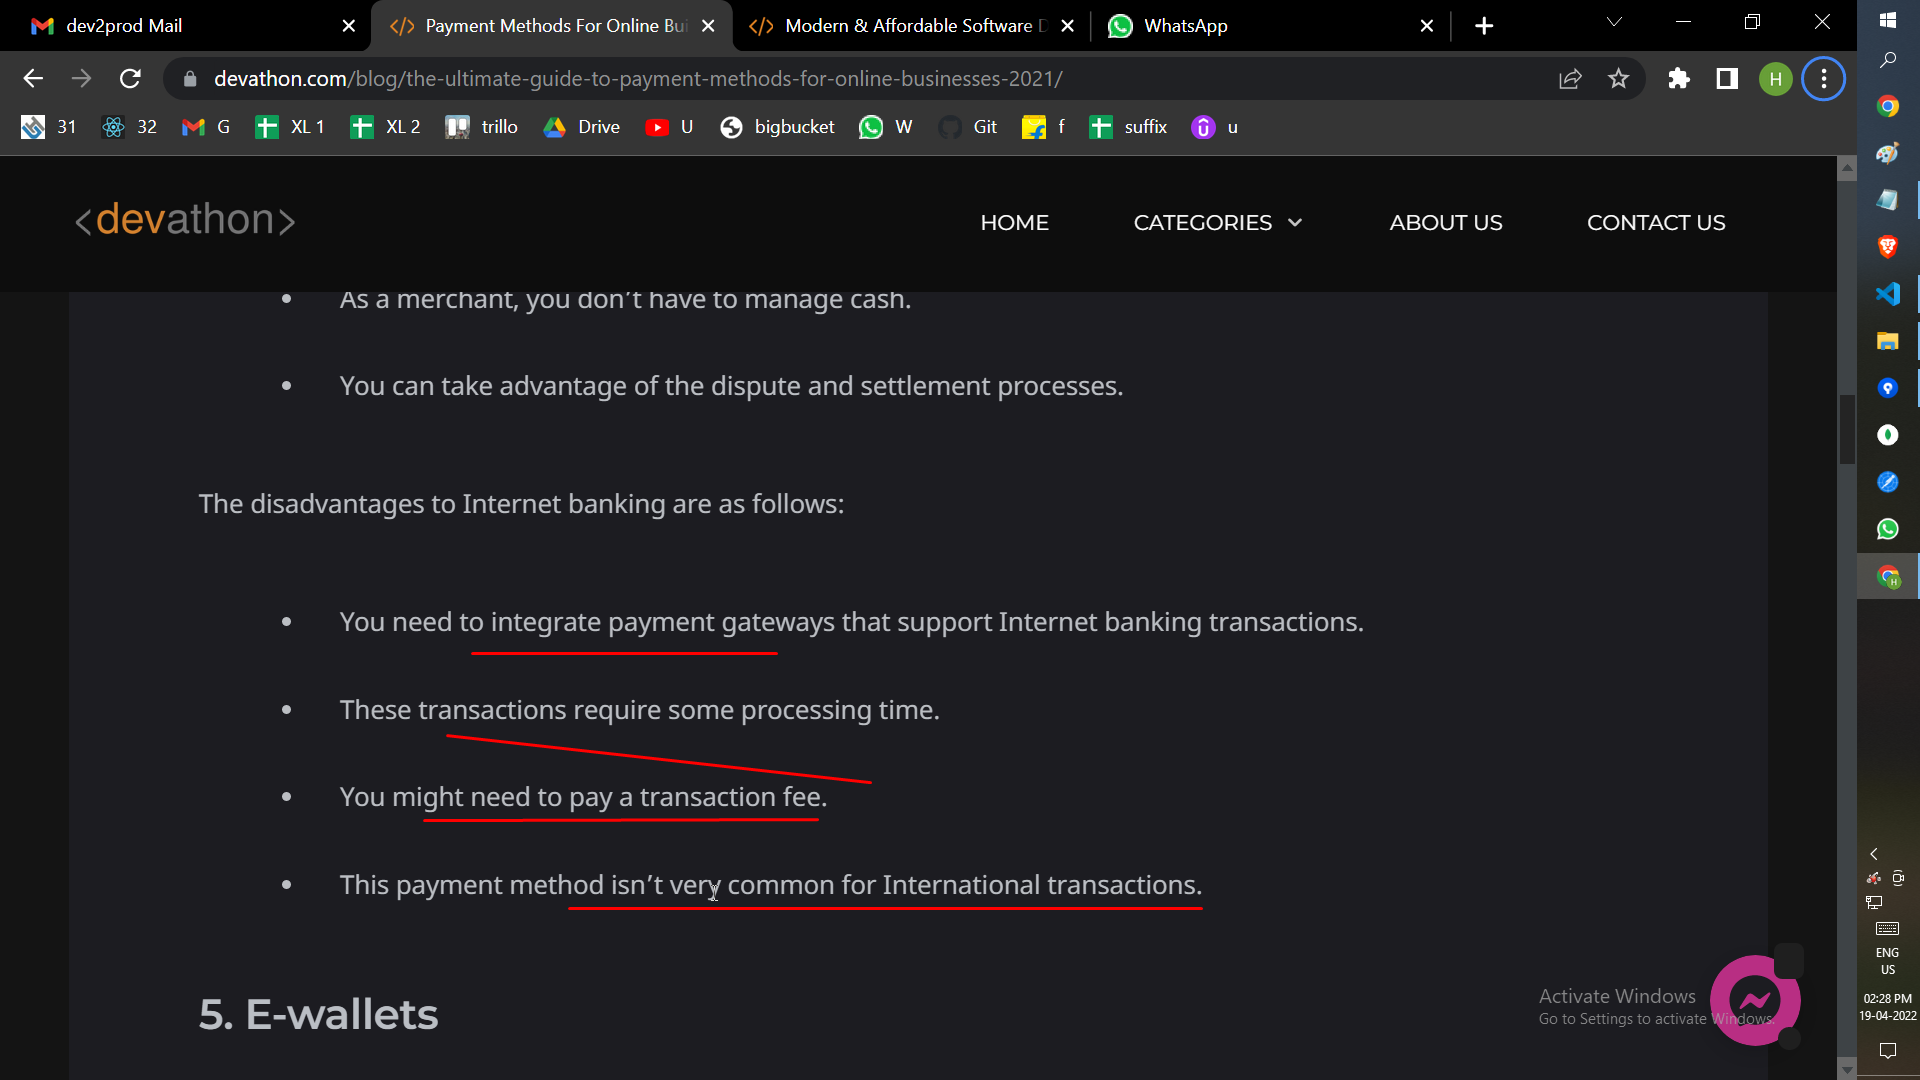 dev2prod Mail
Payment Methods For Online Bu
Modern & Affordable Software D
WhatsApp
devathon.com/blog/the-ultimate-guide-to-payment-methods-for-online-businesses-2021/
H
31
32
G
XL 1
XL 2
trillo
Drive
U
bigbucket
W
Git
f
suffix
u
<devathon>
HOME
CATEGORIES
ABOUT US
CONTACT US
• As a merchant, you don’t have to manage cash.
• You can take advantage of the dispute and settlement processes.
The disadvantages to Internet banking are as follows:
• You need to integrate payment gateways that support Internet banking transactions.
• These transactions require some processing time.
• You might need to pay a transaction fee.
• This payment method isn’t very common for International transactions.
5. E-wallets
Activate Windows
Go to Settings to activate Windows.
ENG
US
02:28 PM
19-04-2022